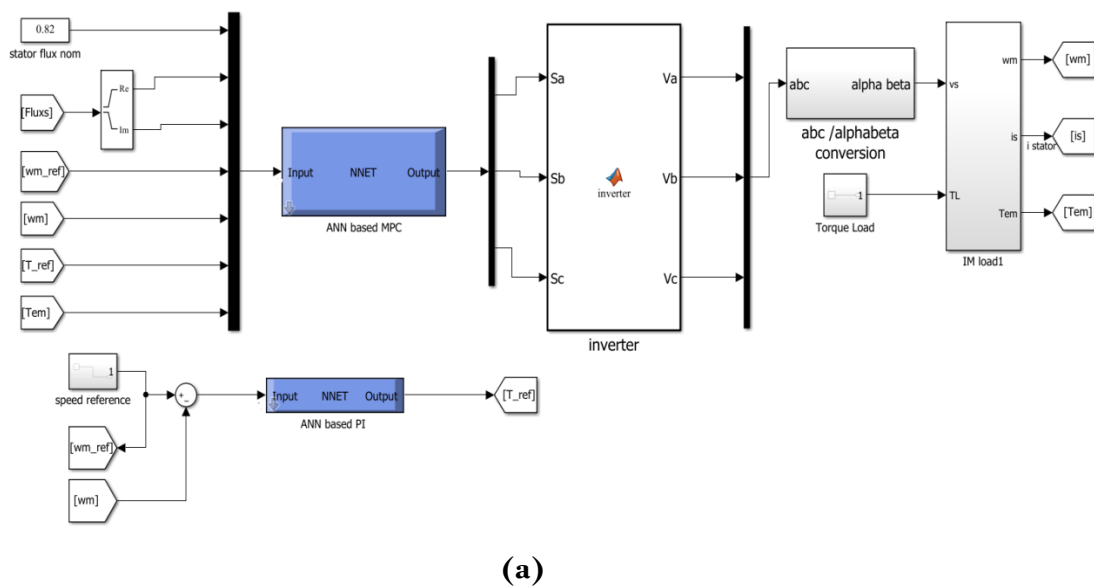 0.82
stator flux nom
[Fluxs]
Re
Im
[wm_ref]
[wm]
[T_ref]
[Tem]
Input NNET Output
ANN based MPC
Sa
Sb
Sc
inverter
Va
Vb
Vc
inverter
abc alpha beta
abc /alphabeta
conversion
1
Torque Load
vs
TL
wm
is
i stator
Tem
IM load1
[wm]
[is]
[Tem]
1
speed reference
[wm_ref]
[wm]
+
-
Input NNET Output
ANN based PI
[T_ref]
(a)